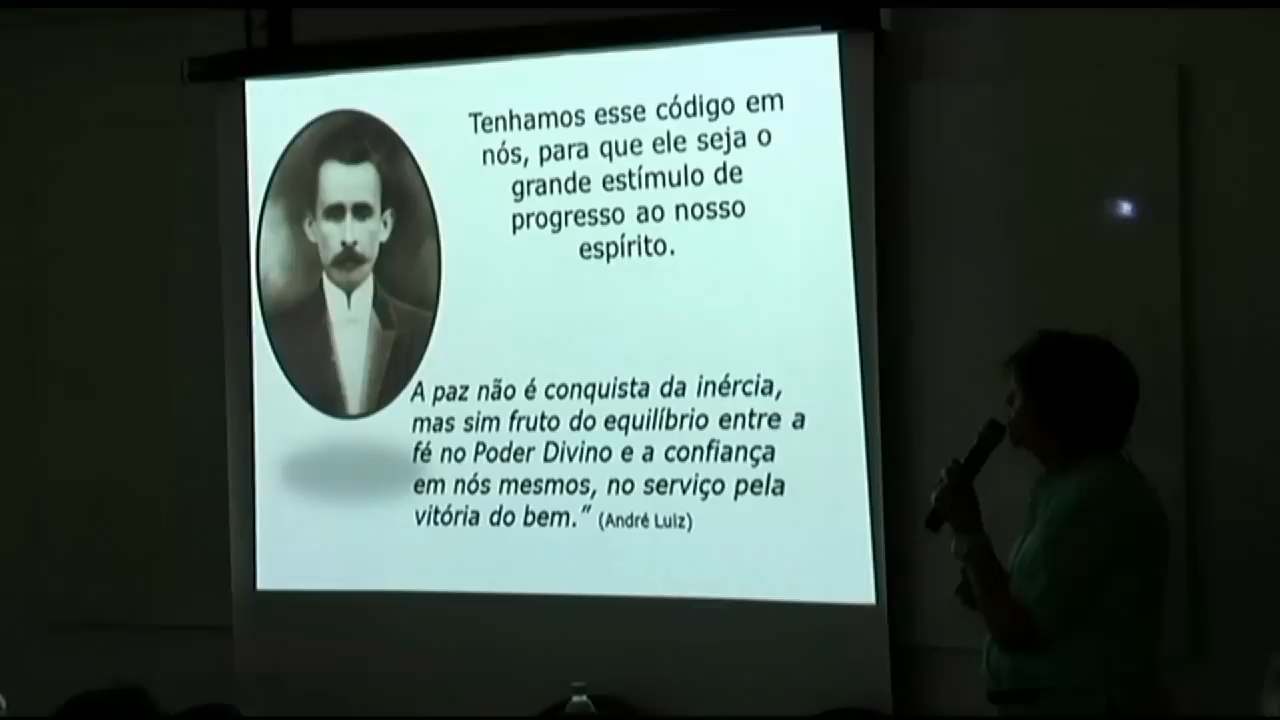 Tenhamos esse código em
nós, para que ele seja o
grande estímulo de
progresso ao nosso
espírito.
A paz não é conquista da inércia,
mas sim fruto do equilíbrio entre a
fé no Poder Divino e a confiança
em nós mesmos, no serviço pela
vitória do bem.” (André Luiz)